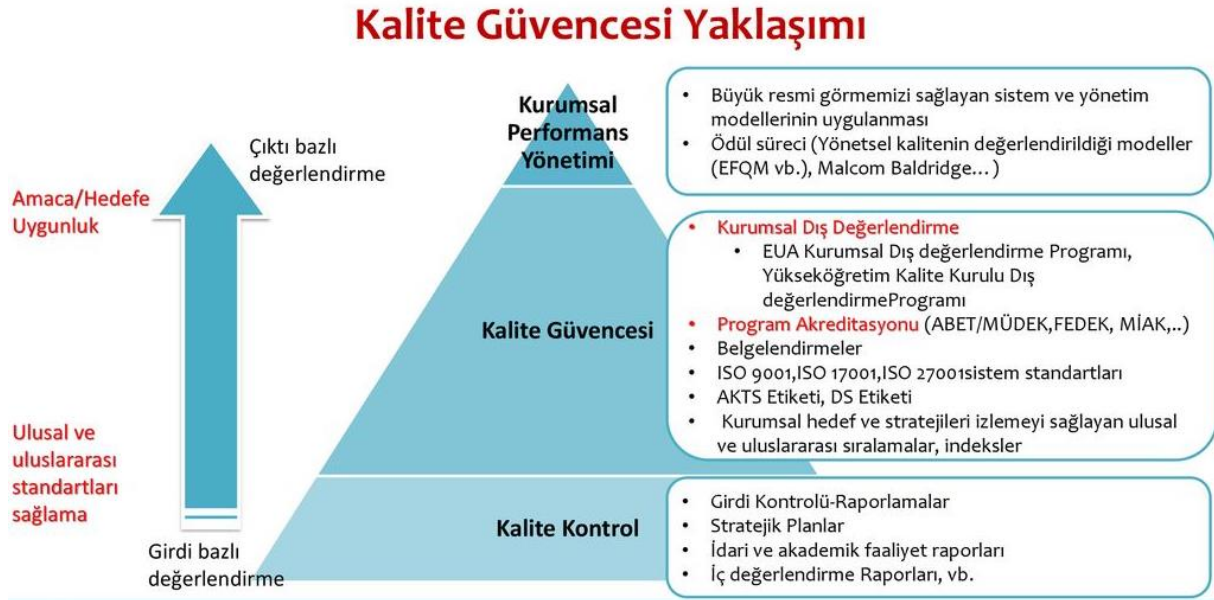 Kalite Güvencesi Yaklaşımı
Amaca/Hedefe
Uygunluk
Ulusal ve
uluslararası
standartları
sağlama
Çıktı bazlı
değerlendirme
Girdi bazlı
değerlendirme
Kurumsal
Performans
Yönetimi
• Büyük resmi görmemizi sağlayan sistem ve yönetim
modellerinin uygulanması
• Ödül süreci (Yönetsel kalitenin değerlendirildiği modeller
(EFQM vb.), Malcom Baldridge...)
Kalite Güvencesi
• Kurumsal Dış Değerlendirme
• EUA Kurumsal Dış değerlendirme Programı,
Yükseköğretim Kalite Kurulu Dış
değerlendirmeProgramı
• Program Akreditasyonu (ABET/MÜDEK,FEDEK, MİAK,..)
• Belgelendirmeler
• ISO 9001,ISO 17001,ISO 27001sistem standartları
• AKTS Etiketi, DS Etiketi
• Kurumsal hedef ve stratejileri izlemeyi sağlayan ulusal
ve uluslararası sıralamalar, indeksler
Kalite Kontrol
• Girdi Kontrolü-Raporlamalar
• Stratejik Planlar
• İdari ve akademik faaliyet raporları
• İç değerlendirme Raporları, vb.